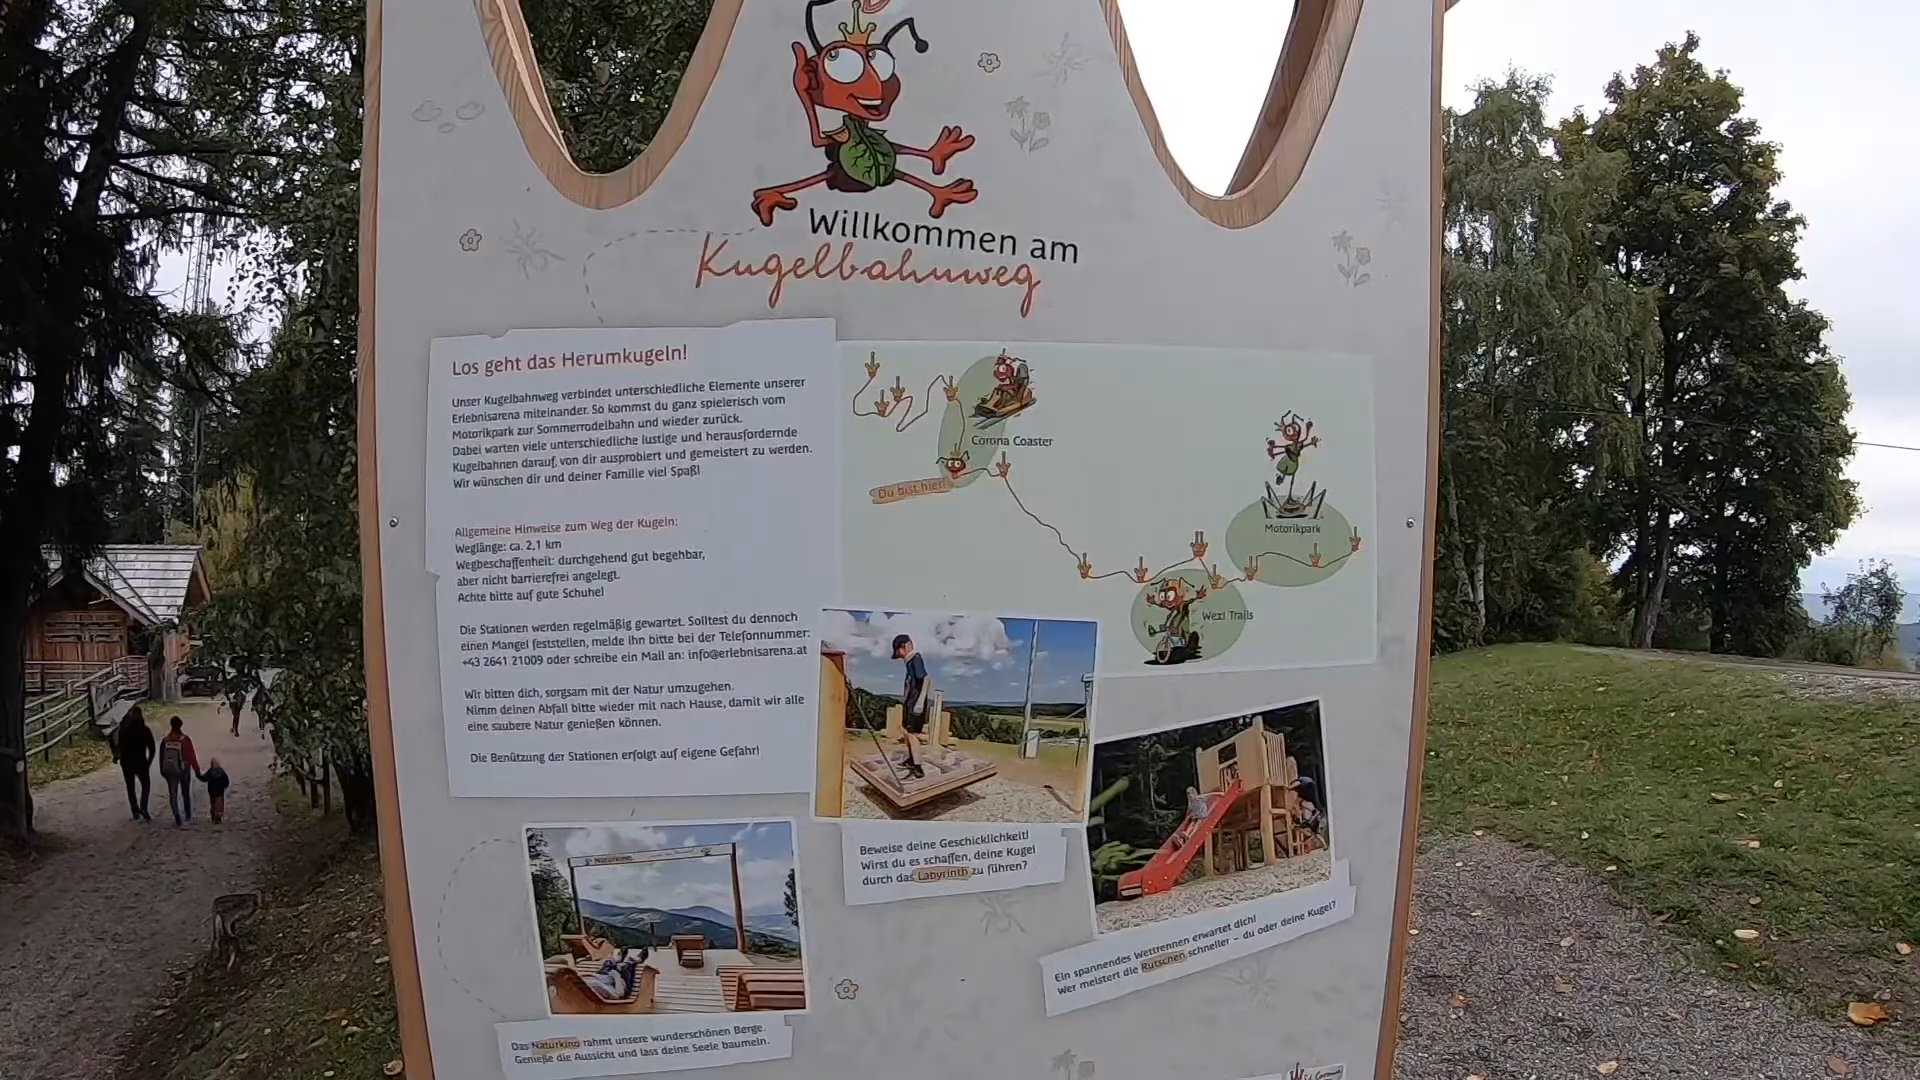 Willkommen am
Kugelbahnweg
Los geht das Herumkugeln!
Unser Kugelbahnweg verbindet unterschiedliche Elemente unserer
Erlebnisarena miteinander. So kommst du ganz spielerisch vom
Motorikpark zur Sommerrodelbahn und wieder zurück.
Dabei warten viele unterschiedliche lustige und herausfordernde
Kugelbahnen darauf, von dir ausprobiert und gemeistert zu werden.
Wir wünschen dir und deiner Familie viel Spaß!
Allgemeine Hinweise zum Weg der Kugeln:
Weglänge: ca. 2,1 km
Wegbeschaffenheit: durchgehend gut begehbar,
aber nicht barrierefrei angelegt.
Achte bitte auf gute Schuhe!
Die Stationen werden regelmäßig gewartet. Solltest du dennoch
einen Mangel feststellen, melde ihn bitte bei der Telefonnummer:
+43 2641 21009 oder schreibe ein Mail an: info@erlebnisarena.at
Wir bitten dich, sorgsam mit der Natur umzugehen.
Nimm deinen Abfall bitte wieder mit nach Hause, damit wir alle
eine saubere Natur genießen können.
Die Benützung der Stationen erfolgt auf eigene Gefahr!
Corona Coaster
Du bist hier!
Motorikpark
Wexl Trails
Beweise deine Geschicklichkeit!
Wirst du es schaffen, deine Kugel
durch das Labyrinth zu führen?
Ein spannendes Wettrennen erwartet dich!
Wer meistert die Rutschen schneller – du oder deine Kugel?
Naturkino
Das Naturkino rahmt unsere wunderschönen Berge.
Genieße die Aussicht und lass deine Seele baumeln.